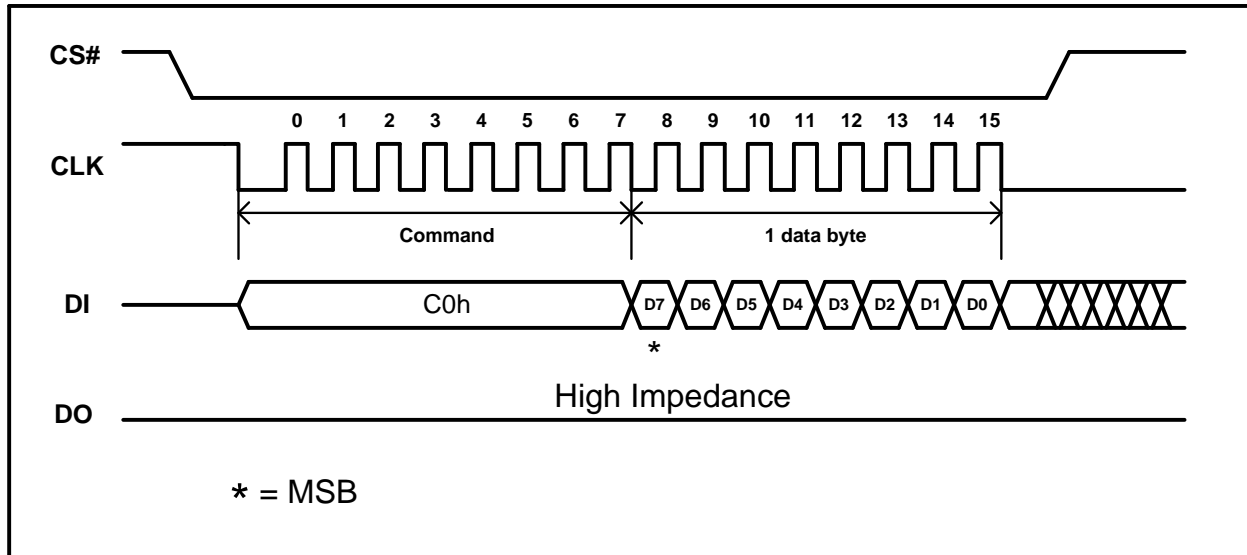 CS#
0 1 2 3 4 5 6 7 8 9 10 11 12 13 14 15
CLK
Command 1 data byte
DI C0h D7 D6 D5 D4 D3 D2 D1 D0
*
High Impedance
DO
* = MSB